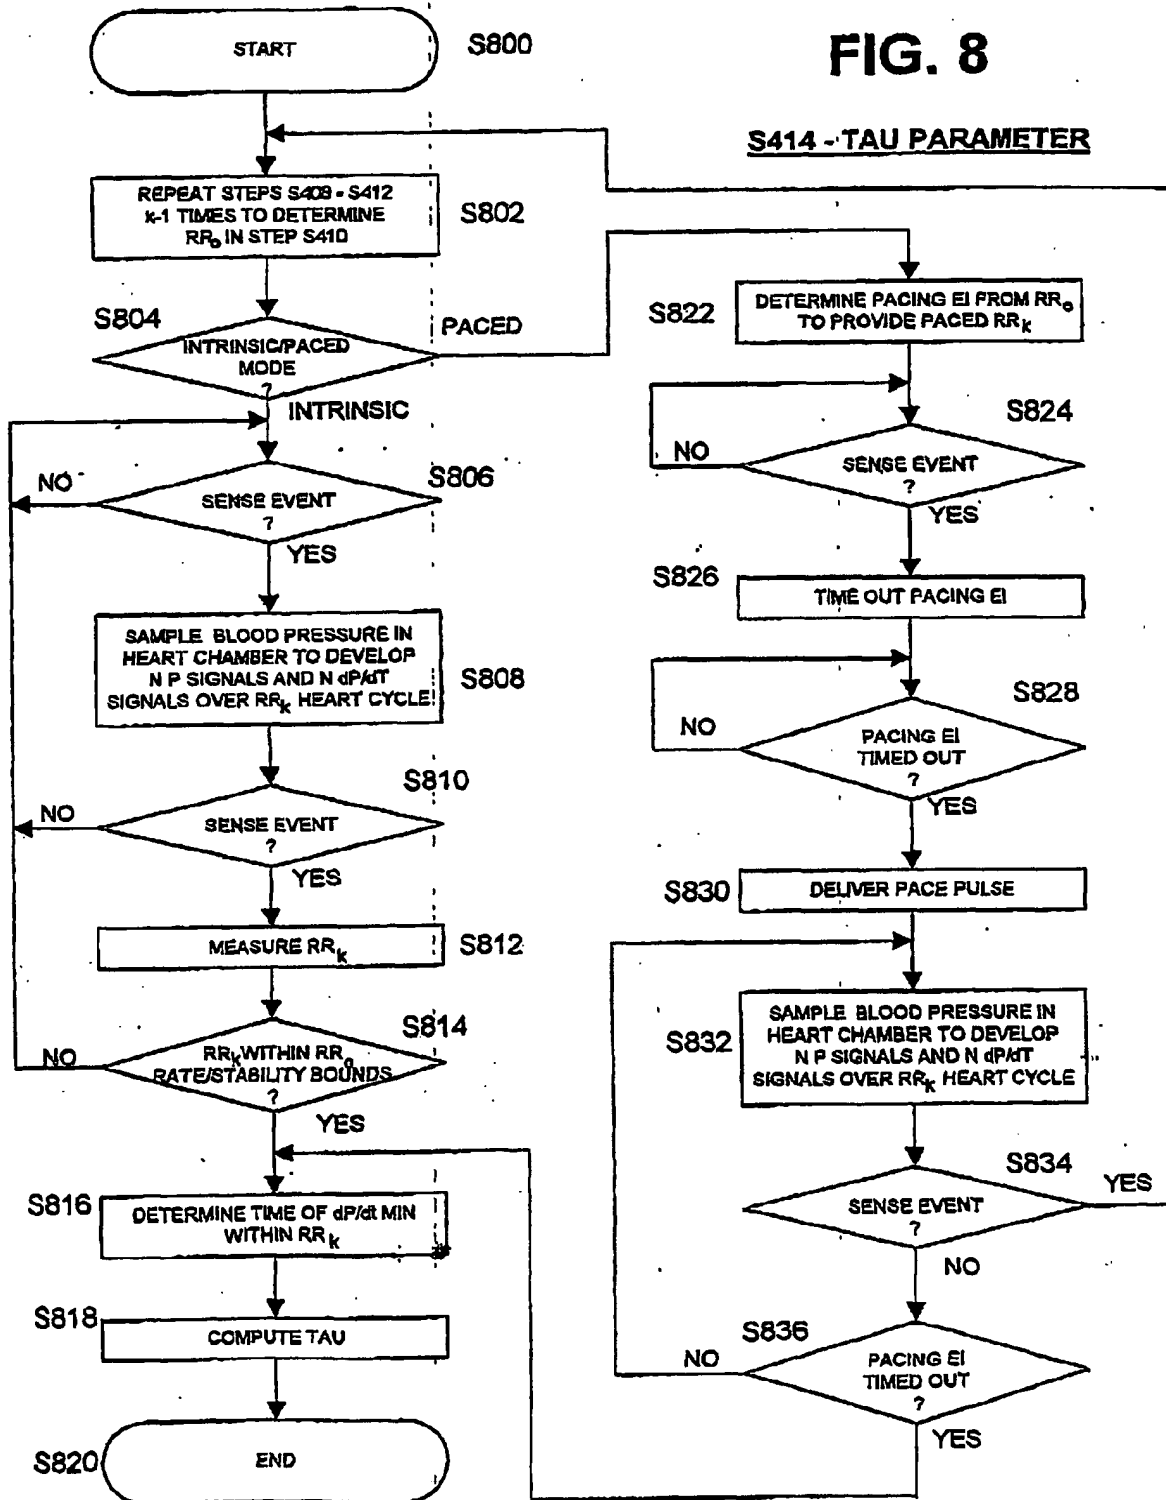 FIG. 8
S414 - TAU PARAMETER
START
S800
REPEAT STEPS S408 - S412
k-1 TIMES TO DETERMINE
RRo IN STEP S410
S802
S804
INTRINSIC/PACED
MODE
?
PACED
INTRINSIC
S806
SENSE EVENT
?
NO
YES
SAMPLE BLOOD PRESSURE IN
HEART CHAMBER TO DEVELOP
N P SIGNALS AND N dP/dT
SIGNALS OVER RRk HEART CYCLE
S808
S810
SENSE EVENT
?
NO
YES
MEASURE RRk
S812
S814
RRk WITHIN RRo
RATE/STABILITY BOUNDS
?
NO
YES
S816
DETERMINE TIME OF dP/dt MIN
WITHIN RRk
S818
COMPUTE TAU
S820
END
S822
DETERMINE PACING EI FROM RRo
TO PROVIDE PACED RRk
S824
SENSE EVENT
?
NO
YES
S826
TIME OUT PACING EI
S828
PACING EI
TIMED OUT
?
NO
YES
S830
DELIVER PACE PULSE
S832
SAMPLE BLOOD PRESSURE IN
HEART CHAMBER TO DEVELOP
N P SIGNALS AND N dP/dT
SIGNALS OVER RRk HEART CYCLE
S834
SENSE EVENT
?
YES
NO
S836
PACING EI
TIMED OUT
?
NO
YES